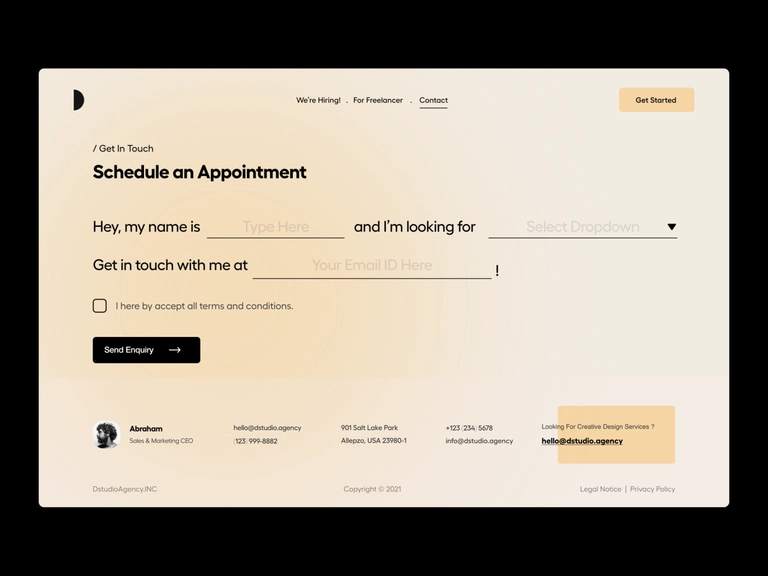 We're Hiring! . For Freelancer . Contact
Get Started
/ Get In Touch
Schedule an Appointment
Hey, my name is Type Here and I'm looking for Select Dropdown
Get in touch with me at Your Email ID Here !
I here by accept all terms and conditions.
Send Enquiry
Abraham
Sales & Marketing CEO
hello@dstudio.agency
(123) 999-8882
901 Salt Lake Park
Allepzo, USA 23980-1
+123 (234) 5678
info@dstudio.agency
Looking For Creative Design Services ?
hello@dstudio.agency
DstudioAgency.INC
Copyright © 2021
Legal Notice | Privacy Policy